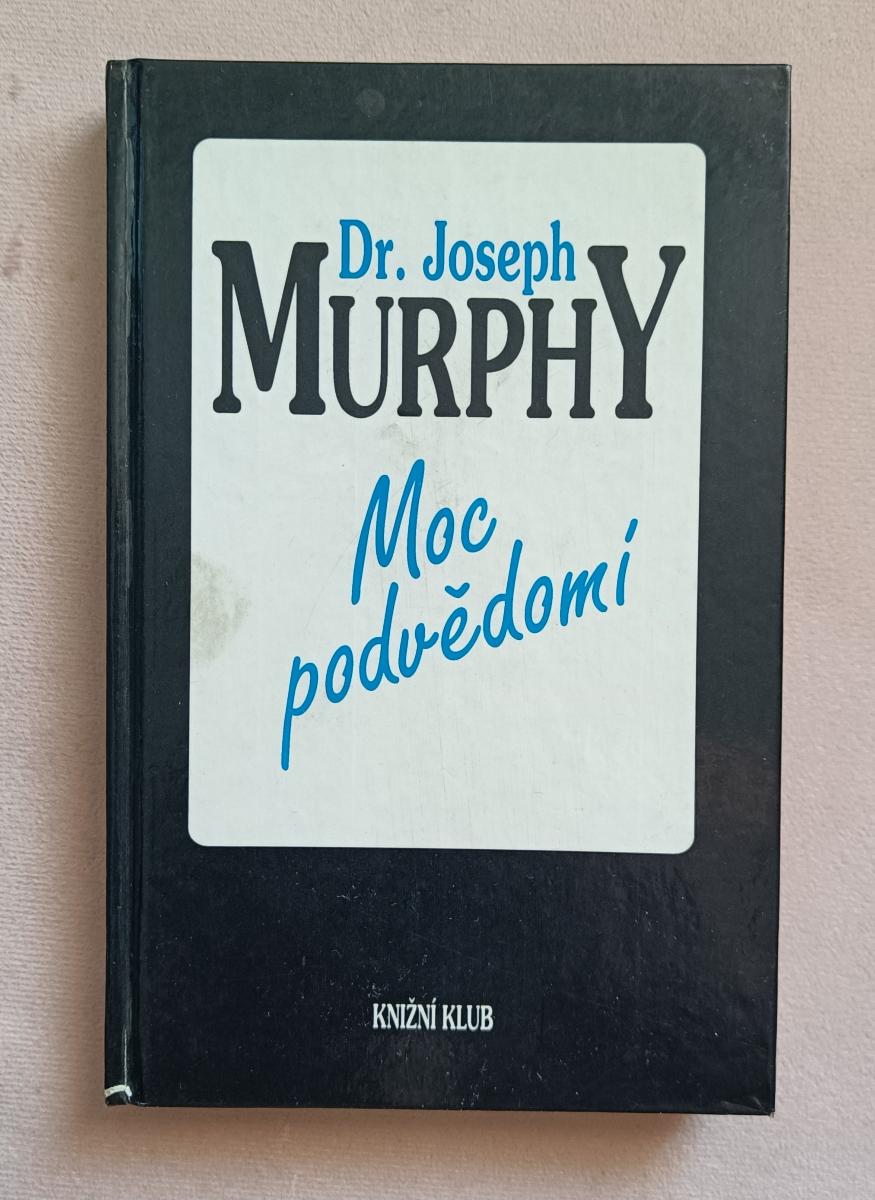 Dr. Joseph
MURPHY
Moc
podvědomí
KNIŽNÍ KLUB